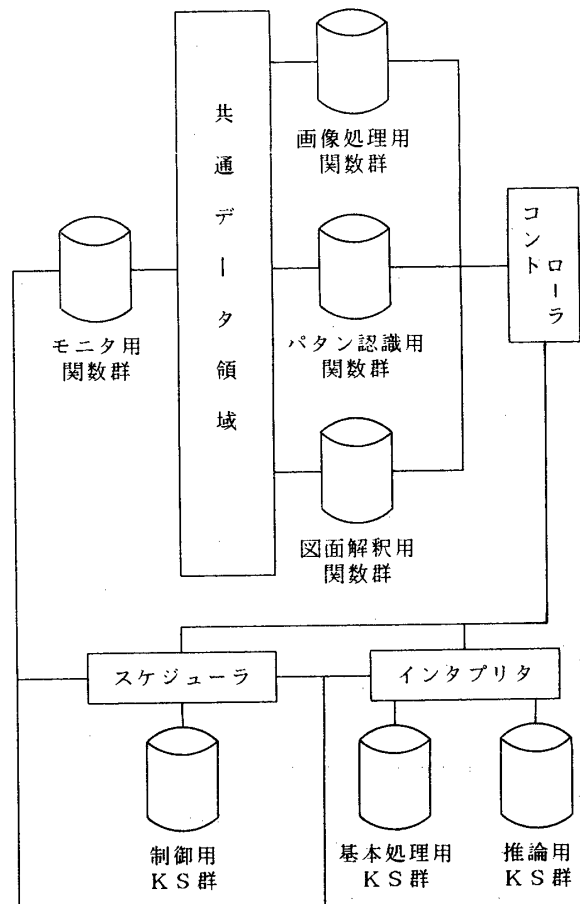 共通データ領域
画像処理用
関数群
コント
ローラ
モニタ用
関数群
パタン認識用
関数群
図面解釈用
関数群
スケジューラ
インタプリタ
制御用
KS群
基本処理用
KS群
推論用
KS群